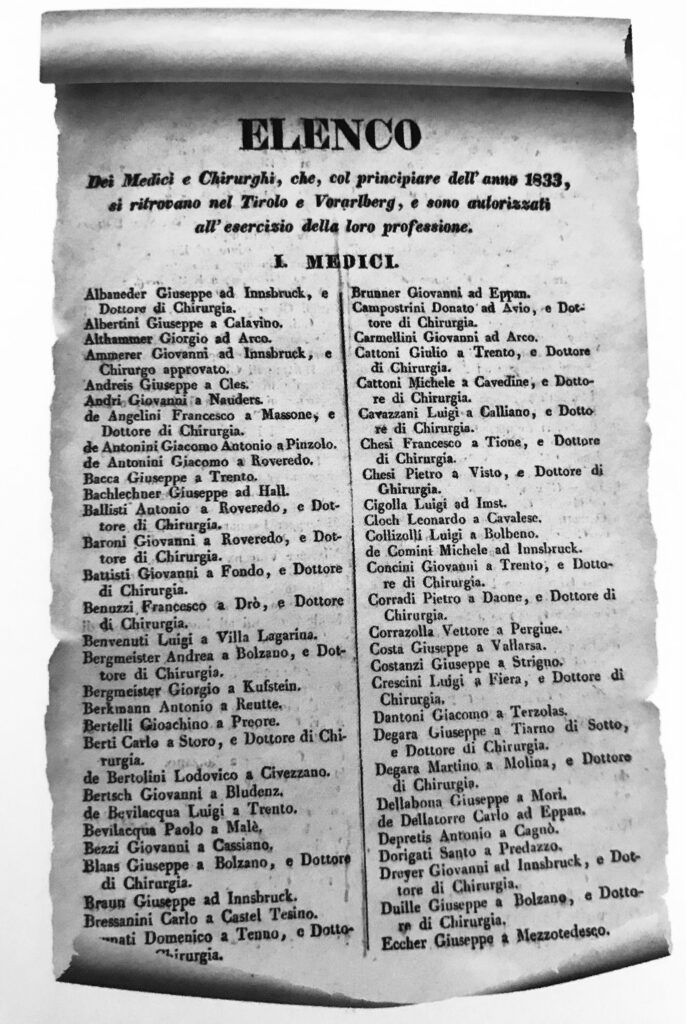 ELENCO
Dei Medici e Chirurghi, che, col principiare dell'anno 1833,
si ritrovano nel Tirolo e Vorarlberg, e sono autorizzati
all'esercizio della loro professione.
I. MEDICI.
Albaneder Giuseppe ad Innsbruck, e
Dottore di Chirurgia.
Albertini Giuseppe a Calavino.
Althammer Giorgio ad Arco.
Ammerer Giovanni ad Innsbruck, e
Chirurgo approvato.
Andreis Giuseppe a Cles.
Andri Giovanni a Nauders.
de Angelini Francesco a Massone, e
Dottore di Chirurgia.
de Antonini Giacomo Antonio a Pinzolo.
de Antonini Giacomo a Roveredo.
Bacca Giuseppe a Trento.
Bachlechner Giuseppe ad Hall.
Ballisti Antonio a Roveredo, e Dot-
tore di Chirurgia.
Baroni Giovanni a Roveredo, e Dot-
tore di Chirurgia.
Battisti Giovanni a Fondo, e Dottore
di Chirurgia.
Benuzzi Francesco a Drò, e Dottore
di Chirurgia.
Benvenuti Luigi a Villa Lagarina.
Bergmeister Andrea a Bolzano, e Dot-
tore di Chirurgia.
Bergmeister Giorgio a Kufstein.
Berkmann Antonio a Reutte.
Bertelli Gioachino a Preore.
Berti Carlo a Storo, e Dottore di Chi-
rurgia.
de Bertolini Lodovico a Civezzano.
Bertsch Giovanni a Bludenz.
de Bevilacqua Luigi a Trento.
Bevilacqua Paolo a Malè.
Bezzi Giovanni a Cassiano.
Blaas Giuseppe a Bolzano, e Dottore
di Chirurgia.
Braun Giuseppe ad Innsbruck.
Bressanini Carlo a Castel Tesino.
Domenico a Tenno, e Dotto-
Chirurgia.
Brunner Giovanni ad Eppan.
Campostrini Donato ad Avio, e Dot-
tore di Chirurgia.
Carmellini Giovanni ad Arco.
Cattoni Giulio a Trento, e Dottore
di Chirurgia.
Cattoni Michele a Cavedine, e Dotto-
re di Chirurgia.
Cavazzani Luigi a Calliano, e Dotto
re di Chirurgia.
Chesi Francesco a Tione, e Dottore
di Chirurgia.
Chesi Pietro a Visto, e Dottore di
Ghirurgia.
Cigolla Luigi ad Imst.
Cloch Leonardo a Cavalese.
Collizolli Luigi a Bolbeno.
de Comini Michele ad Innsbruck.
Concini Giovanni a Trento, e Dotto-
re di Chirurgia.
Corradi Pietro a Daone, e Dottore di
Chirurgia.
Corrazolla Vettore a Pergine.
Costa Giuseppe a Vallarsa.
Costanzi Giuseppe a Strigno.
Crescini Luigi a Fiera, e Dottore di
Chirurgia.
Dantoni Giacomo a Terzolas.
Degara Giuseppe a Tiarno di Sotto,
e Dottore di Chirurgia.
Degara Martino a Molina, e Dottore
di Chirurgia.
Dellabona Giuseppe a Mori.
de Dellatorre Carlo ad Eppan.
Depretis Antonio a Cagnò.
Dorigati Santo a Predazzo.
Dreyer Giovanni ad Innsbruck, e Dot-
tore di Chirurgia.
Duille Giuseppe a Bolzano, e Dotto-
re di Chirurgia.
Eccher Giuseppe a Mezzotedesco.